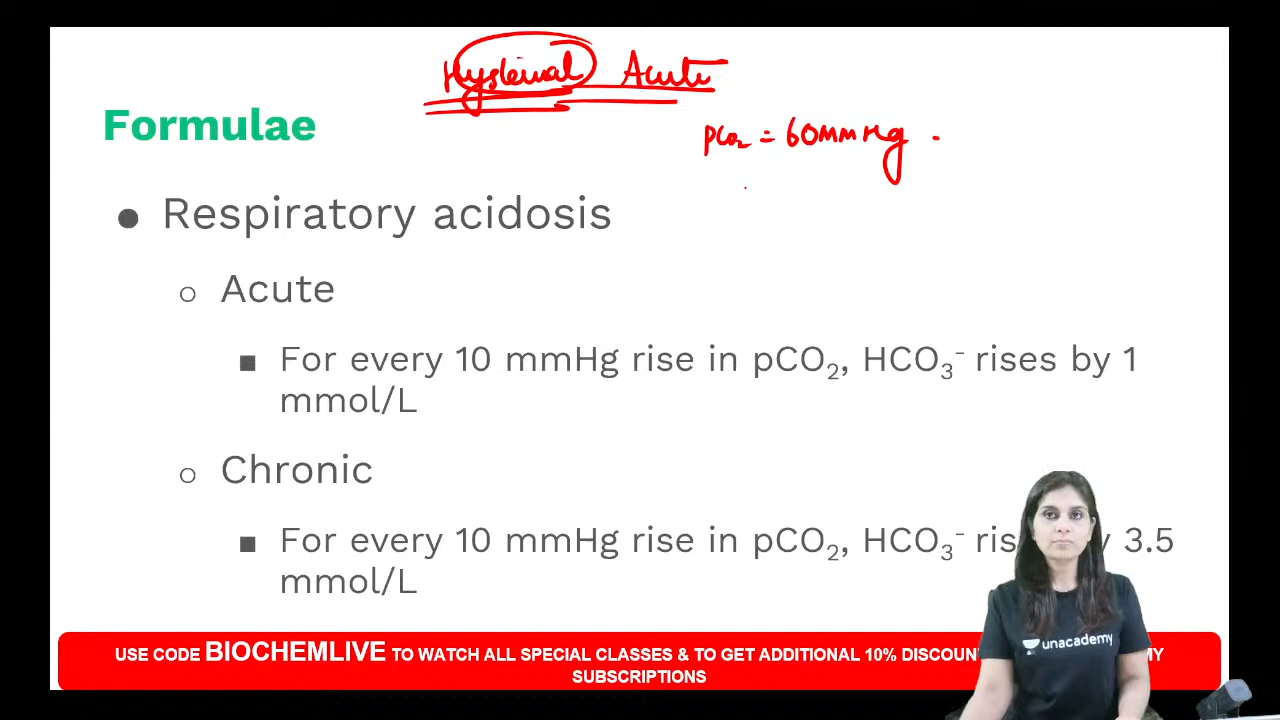 Hysterical Acute
pCO₂ = 60mmHg
Formulae
● Respiratory acidosis
○ Acute
■ For every 10 mmHg rise in pCO₂, HCO₃⁻ rises by 1
mmol/L
○ Chronic
■ For every 10 mmHg rise in pCO₂, HCO₃⁻ ris y 3.5
mmol/L
unacademy
USE CODE BIOCHEMLIVE TO WATCH ALL SPECIAL CLASSES & TO GET ADDITIONAL 10% DISCOUN MY
SUBSCRIPTIONS